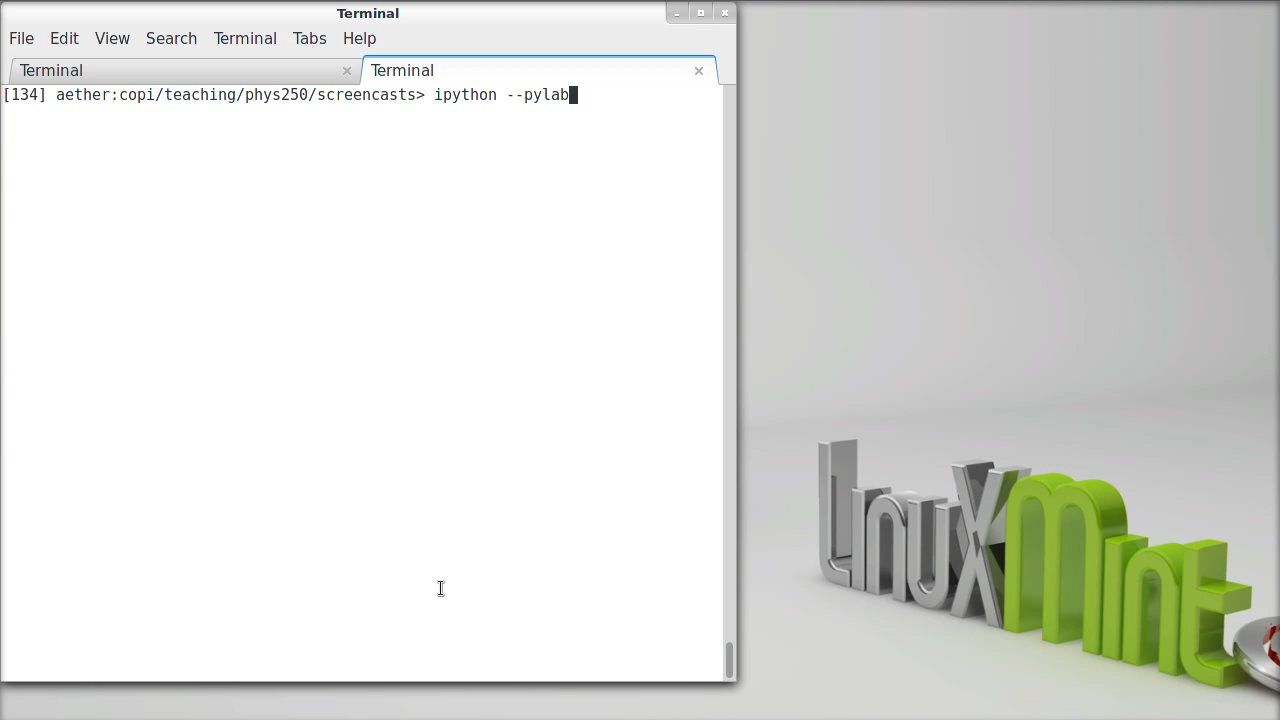 Terminal
File Edit View Search Terminal Tabs Help
Terminal Terminal
[134] aether:copi/teaching/phys250/screencasts> ipython --pylab
LinuxMint